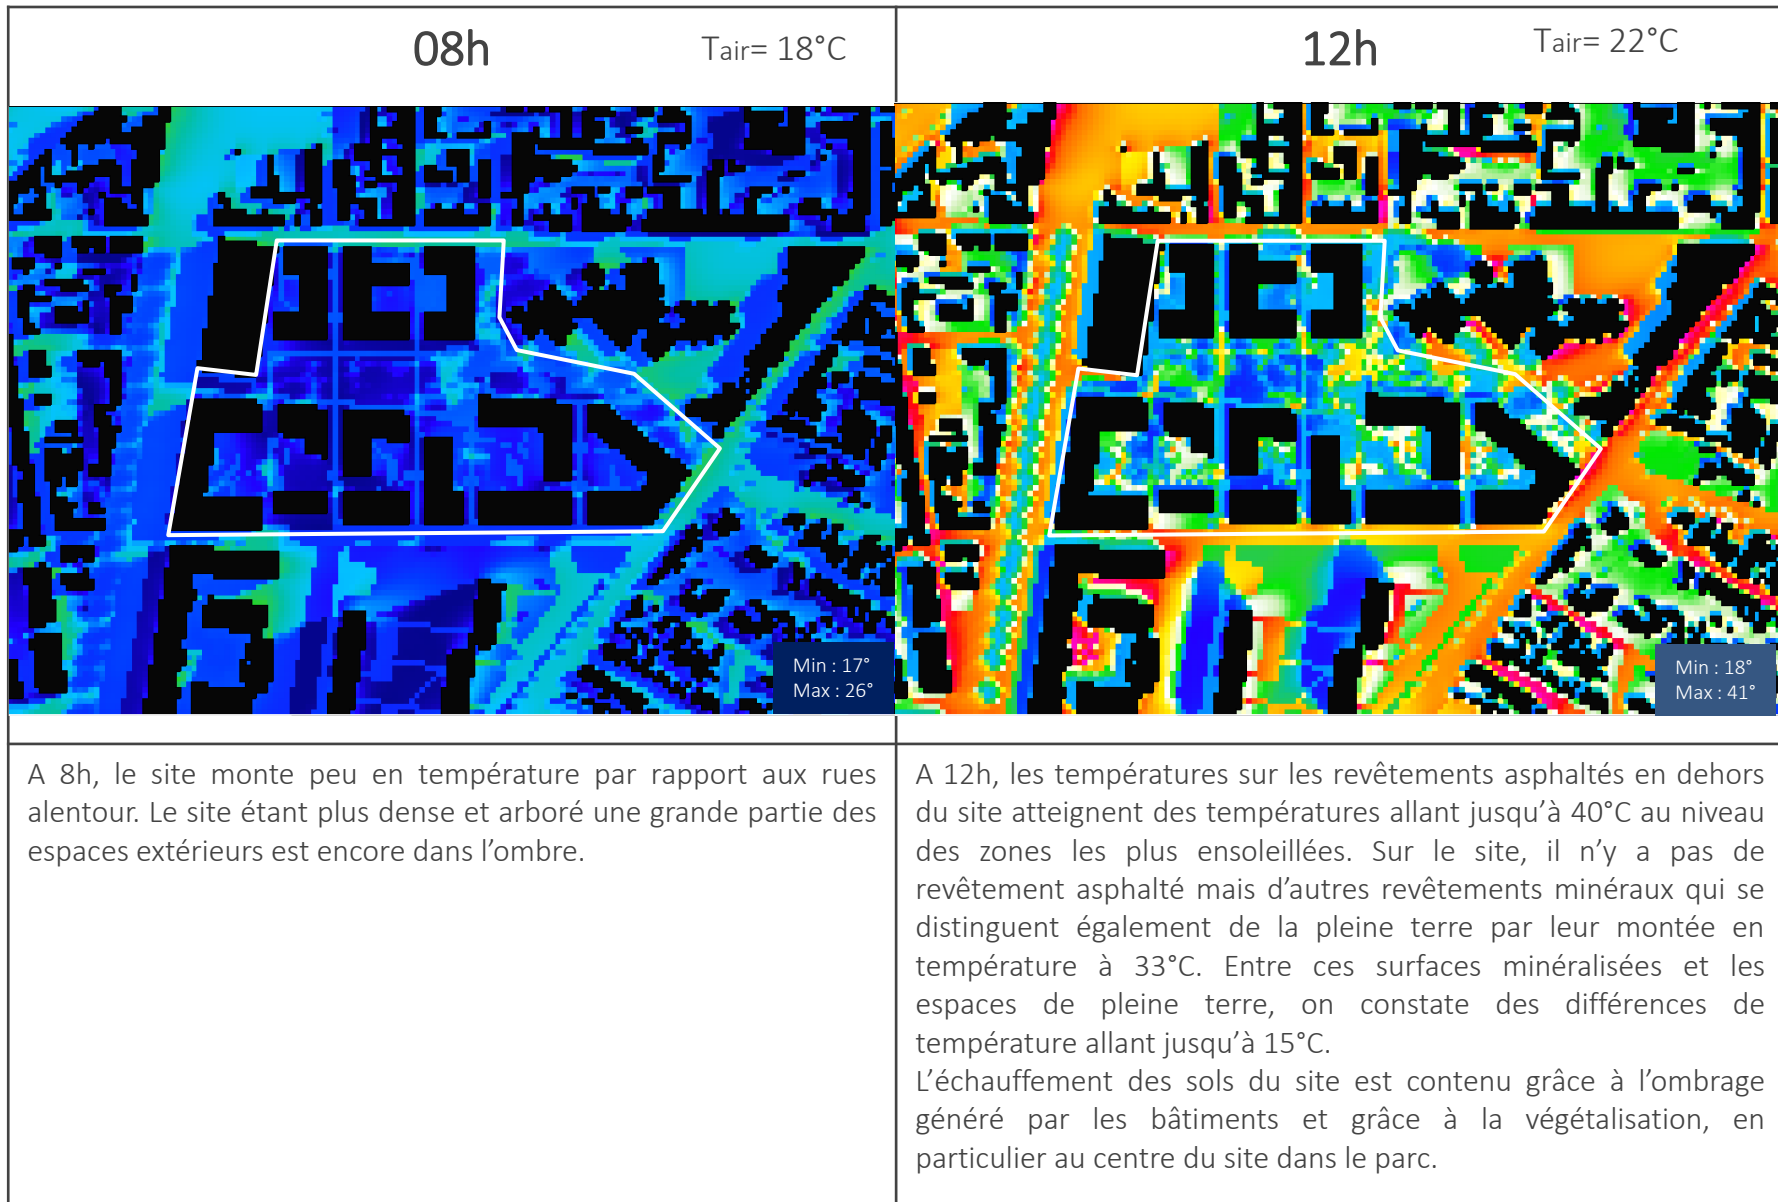 08h
Tair= 18°C
12h
Tair= 22°C
Min : 17°
Max : 26°
Min : 18°
Max : 41°
A 8h, le site monte peu en température par rapport aux rues
alentour. Le site étant plus dense et arboré une grande partie des
espaces extérieurs est encore dans l’ombre.
A 12h, les températures sur les revêtements asphaltés en dehors
du site atteignent des températures allant jusqu’à 40°C au niveau
des zones les plus ensoleillées. Sur le site, il n’y a pas de
revêtement asphalté mais d’autres revêtements minéraux qui se
distinguent également de la pleine terre par leur montée en
température à 33°C. Entre ces surfaces minéralisées et les
espaces de pleine terre, on constate des différences de
température allant jusqu’à 15°C.
L’échauffement des sols du site est contenu grâce à l’ombrage
généré par les bâtiments et grâce à la végétalisation, en
particulier au centre du site dans le parc.